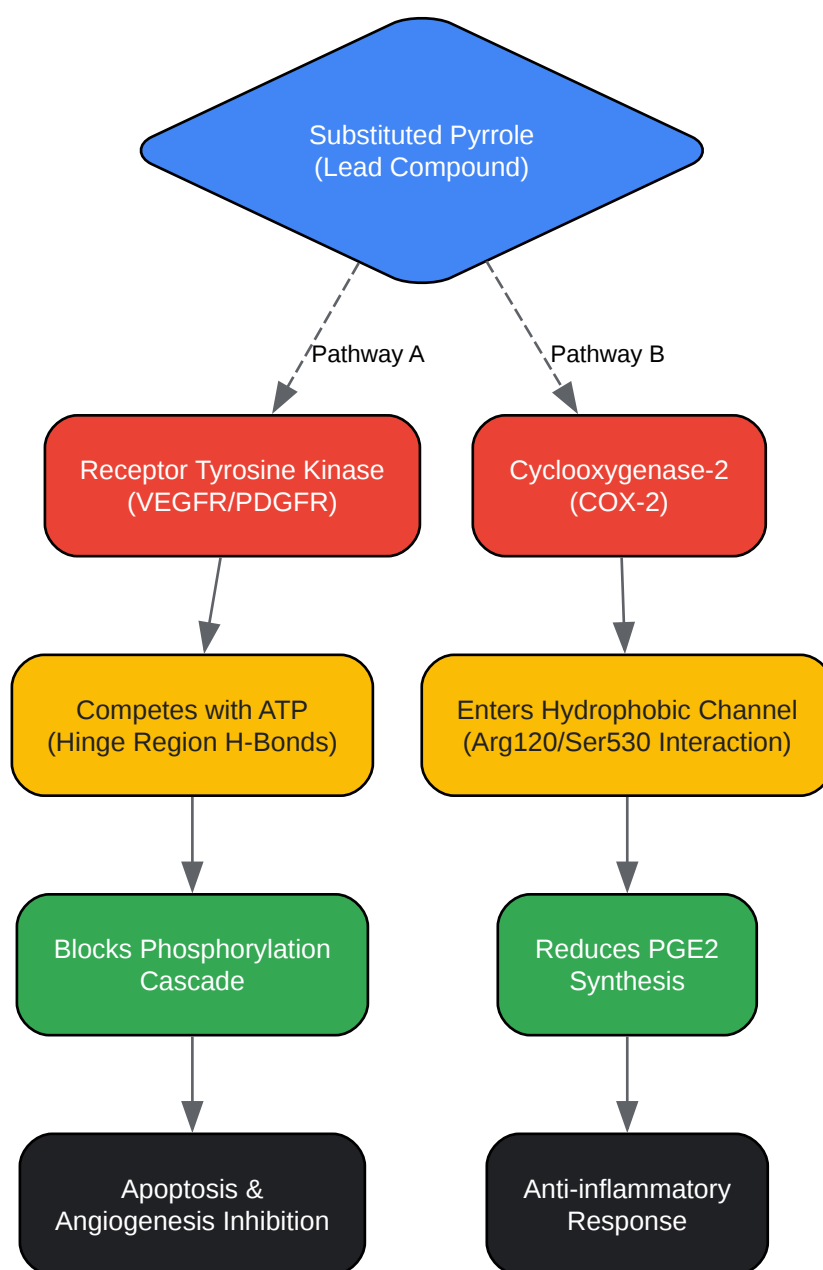 Substituted Pyrrole
(Lead Compound)
Pathway A
Pathway B
Receptor Tyrosine Kinase
(VEGFR/PDGFR)
Cyclooxygenase-2
(COX-2)
Competes with ATP
(Hinge Region H-Bonds)
Enters Hydrophobic Channel
(Arg120/Ser530 Interaction)
Blocks Phosphorylation
Cascade
Reduces PGE2
Synthesis
Apoptosis &
Angiogenesis Inhibition
Anti-inflammatory
Response